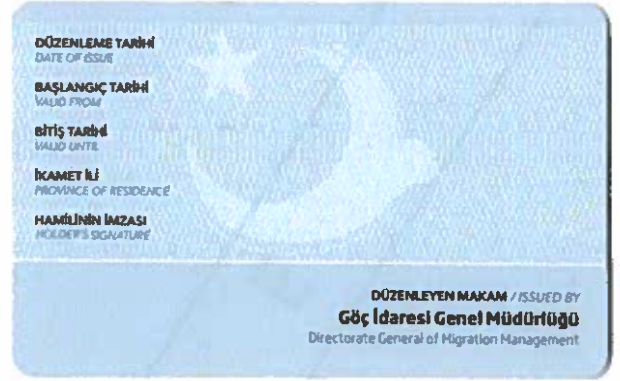 DÜZENLEME TARİHİ
DATE OF ISSUE
BAŞLANGIÇ TARİHİ
VALID FROM
BİTİŞ TARİHİ
VALID UNTIL
İKAMET İLİ
PROVINCE OF RESIDENCE
HAMİLİNİN İMZASI
HOLDER'S SIGNATURE
DÜZENLEYEN MAKAM / ISSUED BY
Göç İdaresi Genel Müdürlüğü
Directorate General of Migration Management